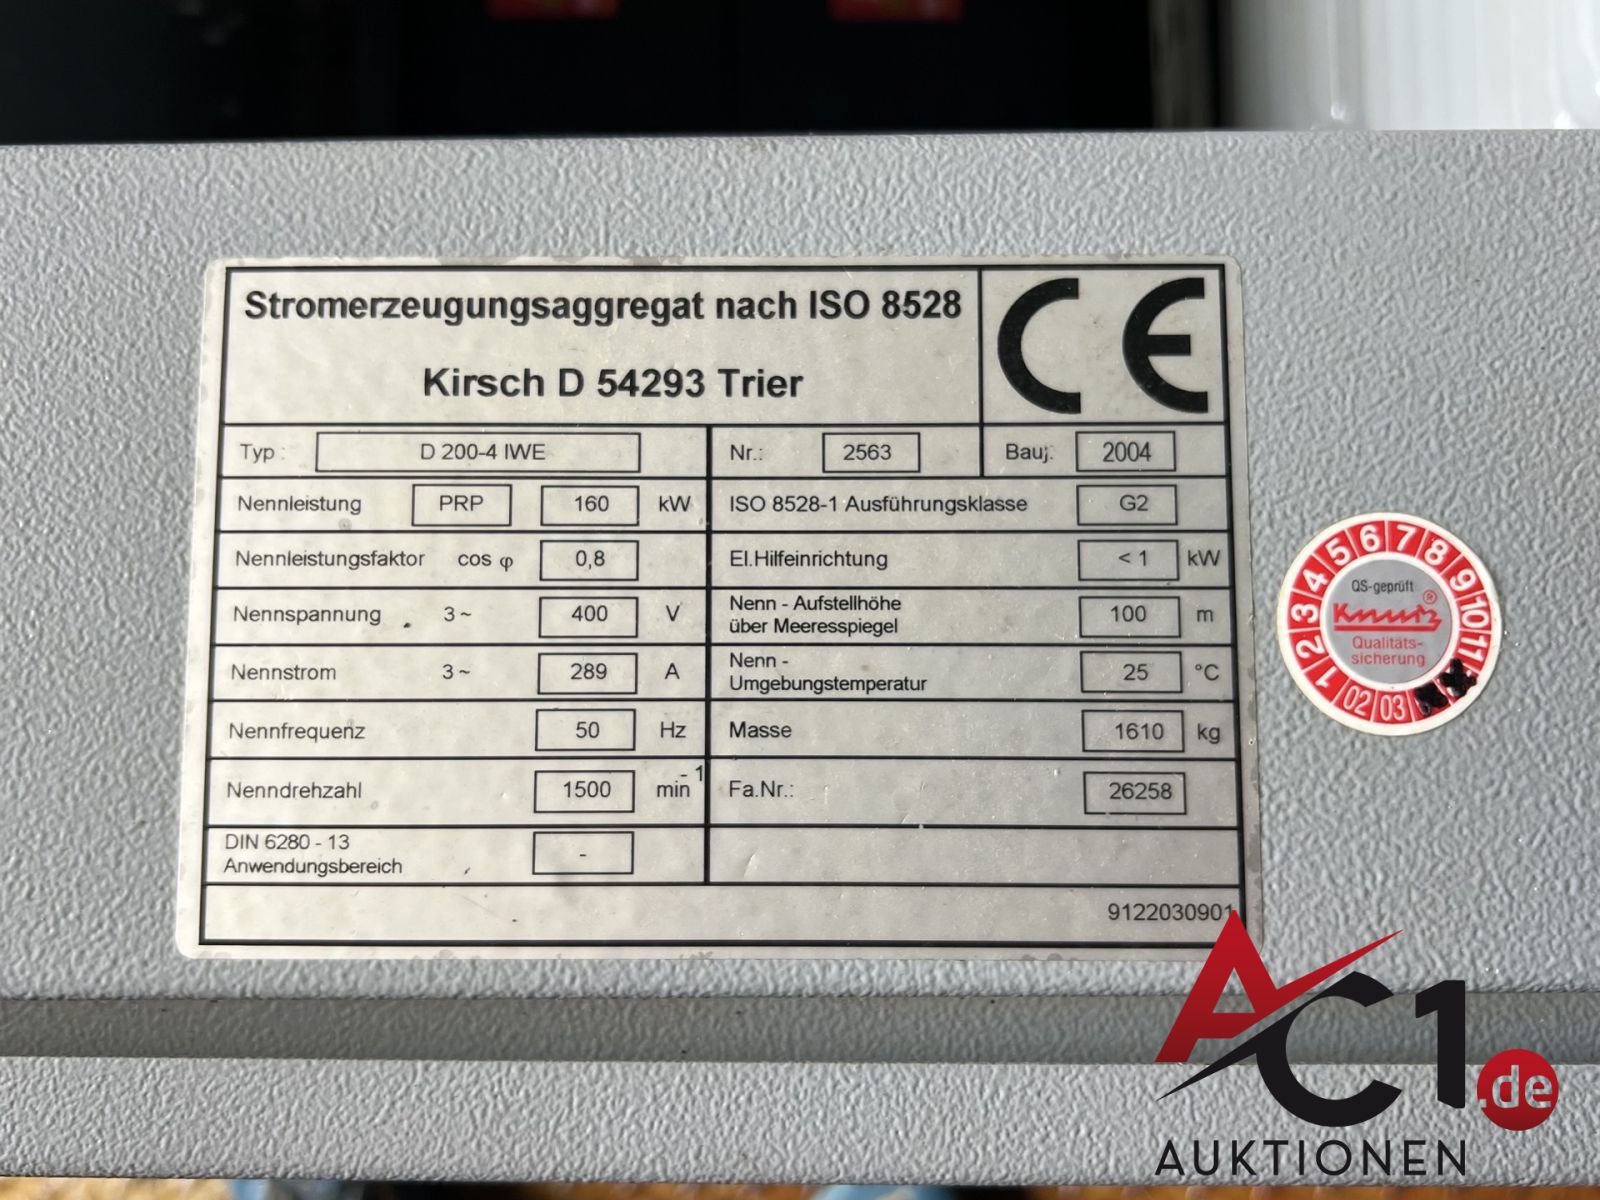 Stromerzeugungsaggregat nach ISO 8528
Kirsch D 54293 Trier
CE
Typ : D 200-4 IWE Nr.: 2563 Bauj. 2004
Nennleistung PRP 160 kW ISO 8528-1 Ausführungsklasse G2
Nennleistungsfaktor cos φ 0,8 El.Hilfeinrichtung < 1 kW
Nennspannung 3 ~ 400 V Nenn - Aufstellhöhe
über Meeresspiegel 100 m
Nennstrom 3 ~ 289 A Nenn -
Umgebungstemperatur 25 °C
Nennfrequenz 50 Hz Masse 1610 kg
Nenndrehzahl 1500 min -1 Fa.Nr.: 26258
DIN 6280 - 13
Anwendungsbereich -
9122030901
1 2 3 4 5 6 7 8 9 10 11
QS-geprüft
®
Qualitäts-
sicherung
02 03
AC1.de
AUKTIONEN